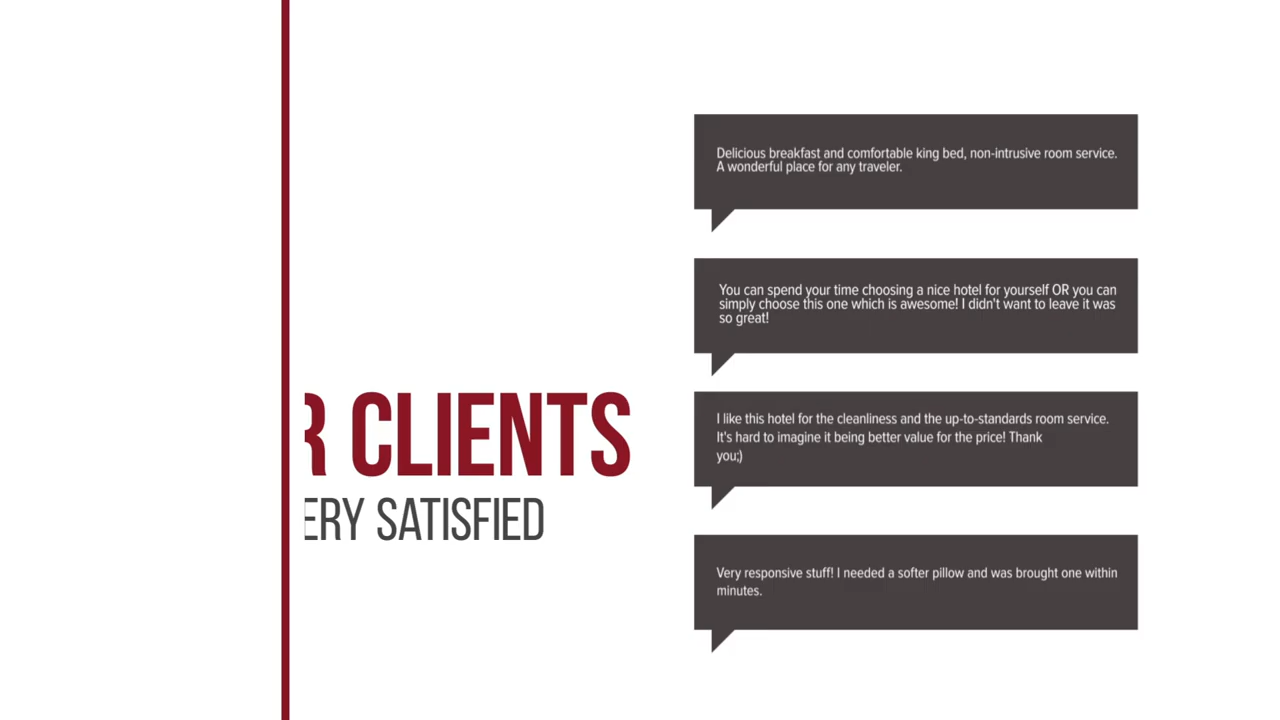 R CLIENTS
ERY SATISFIED
Delicious breakfast and comfortable king bed, non-intrusive room service.
A wonderful place for any traveler.
You can spend your time choosing a nice hotel for yourself OR you can
simply choose this one which is awesome! I didn't want to leave it was
so great!
I like this hotel for the cleanliness and the up-to-standards room service.
It's hard to imagine it being better value for the price! Thank
you;)
Very responsive stuff! I needed a softer pillow and was brought one within
minutes.